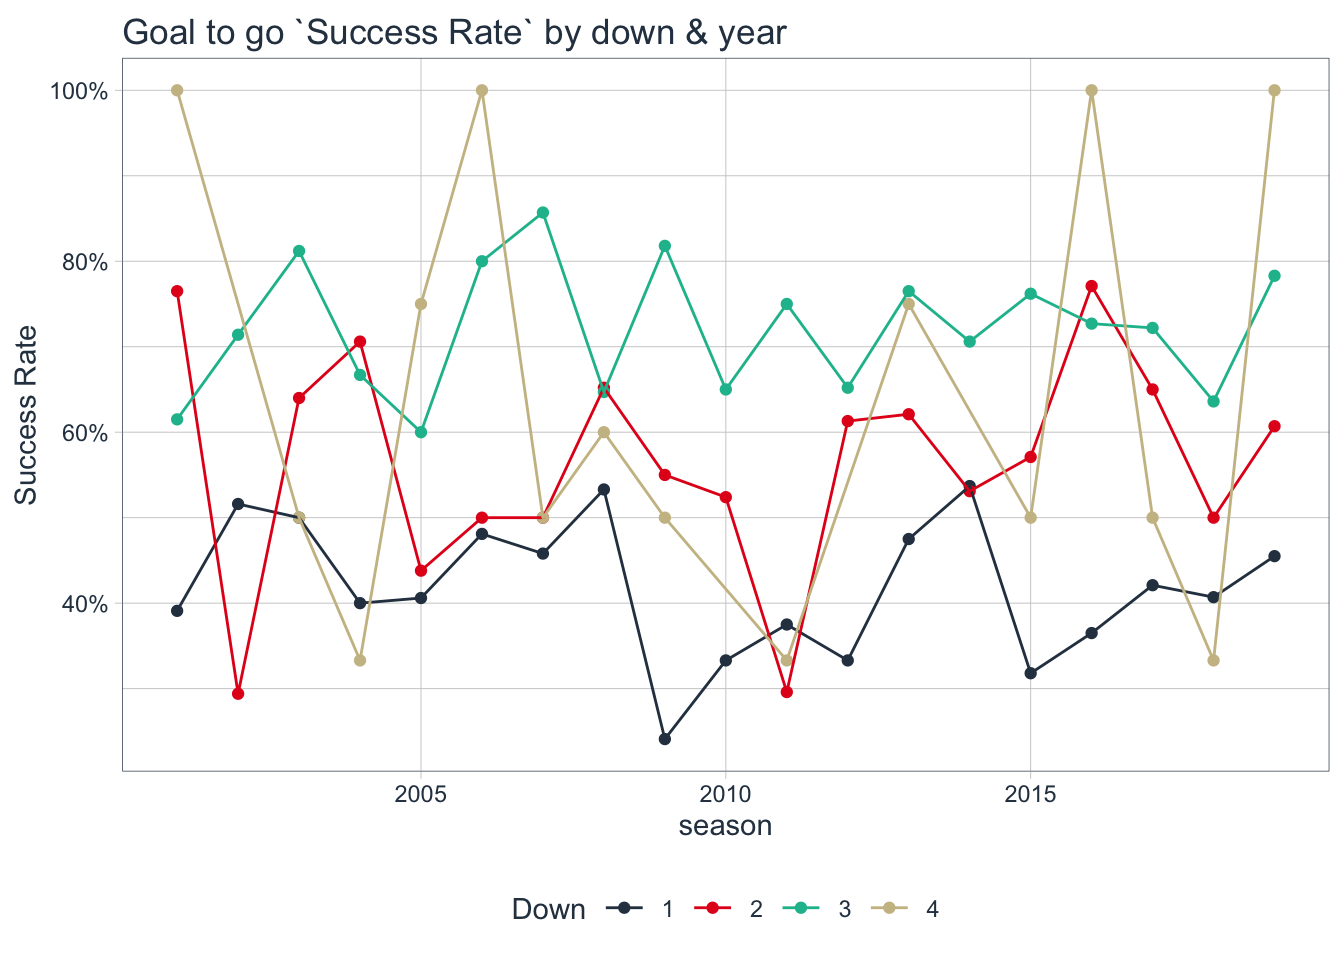 Goal to go `Success Rate` by down & year
100%
80%
60%
40%
Success Rate
2005 2010 2015
season
Down 1 2 3 4